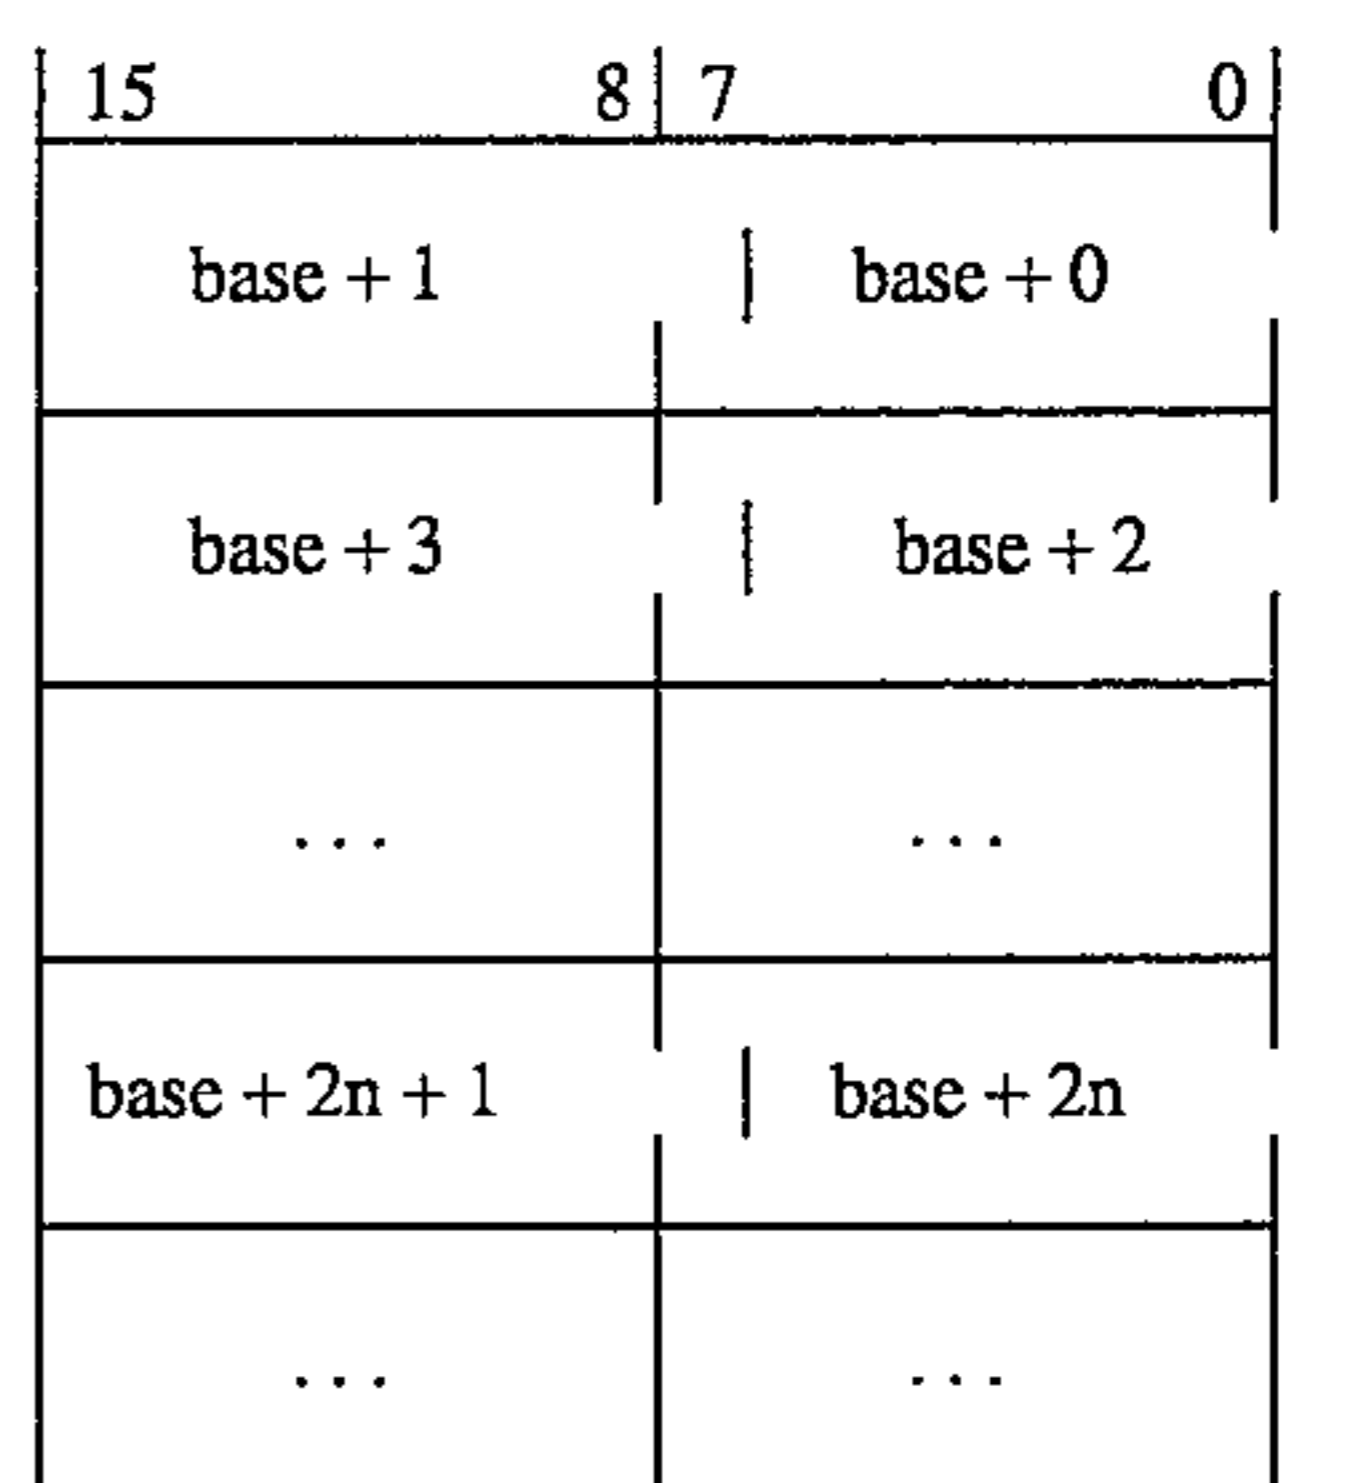 15 8 7 0
base + 1 | base + 0
base + 3 | base + 2
... ...
base + 2n + 1 | base + 2n
... ...